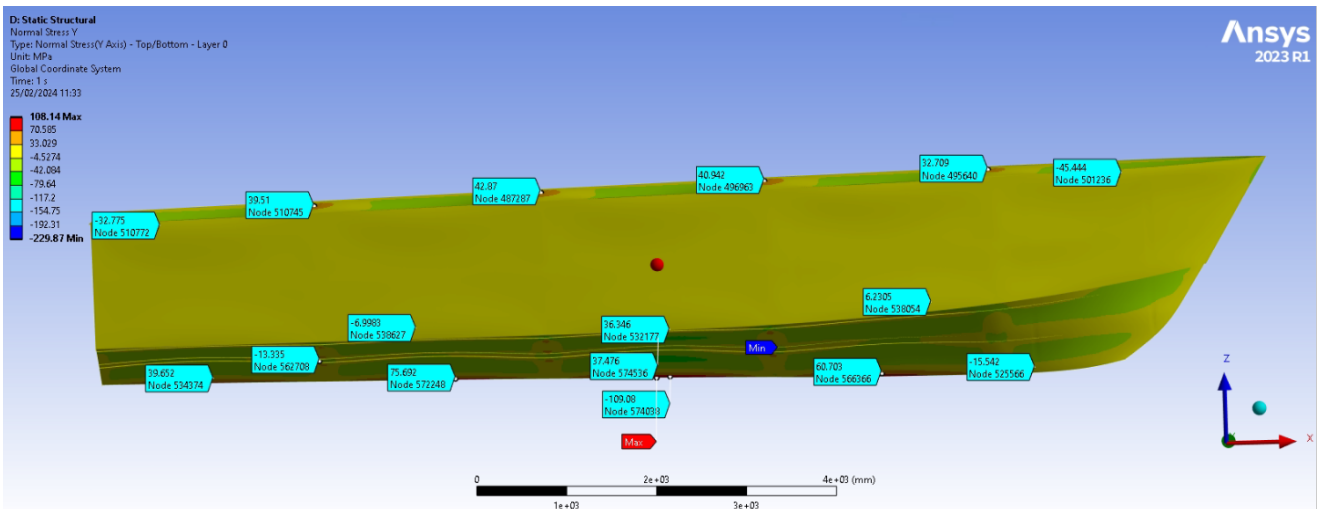 D: Static Structural
Normal Stress Y
Type: Normal Stress(Y Axis) - Top/Bottom - Layer 0
Unit: MPa
Global Coordinate System
Time: 1 s
25/02/2024 11:33
Ansys
2023 R1
108.14 Max
70.585
33.029
-4.5274
-42.084
-79.64
-117.2
-154.75
-192.31
-229.87 Min
-32.775
Node 510772
39.51
Node 510745
42.87
Node 487287
40.942
Node 496963
32.709
Node 495640
-45.444
Node 501236
-6.9983
Node 538627
36.346
Node 532177
6.2305
Node 538054
Min
-13.335
Node 562708
39.652
Node 534374
75.692
Node 572248
37.476
Node 574536
60.703
Node 566366
-15.542
Node 525566
-109.08
Node 574038
Max
Z
X
0 2e+03 4e+03 (mm)
1e+03 3e+03